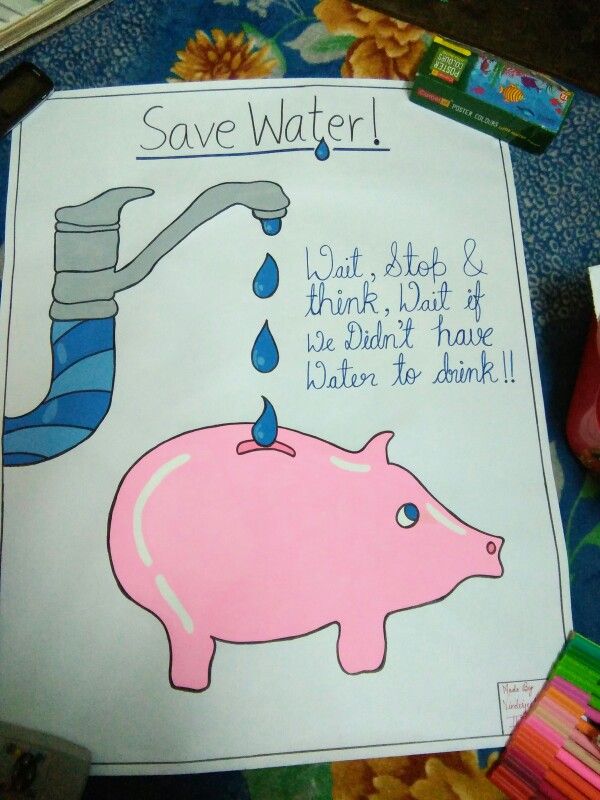 Save Water!
Wait, Stop &
think, Wait if
We Didn't have
Water to drink!!
POSTER COLOURS
POSTER
COLOURS
Made By